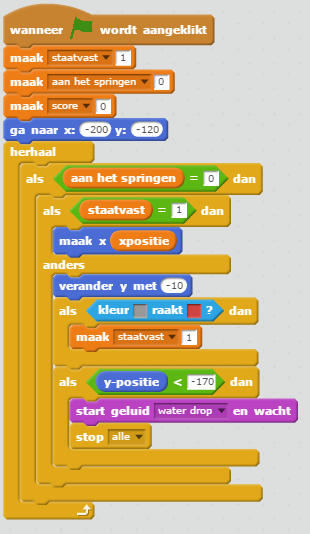 wanneer wordt aangeklikt
maak staatvast 1
maak aan het springen 0
maak score 0
ga naar x: -200 y: -120
herhaal
als aan het springen = 0 dan
als staatvast = 1 dan
maak x xpositie
anders
verander y met -10
als kleur raakt ? dan
maak staatvast 1
als y-positie < -170 dan
start geluid water drop en wacht
stop alle